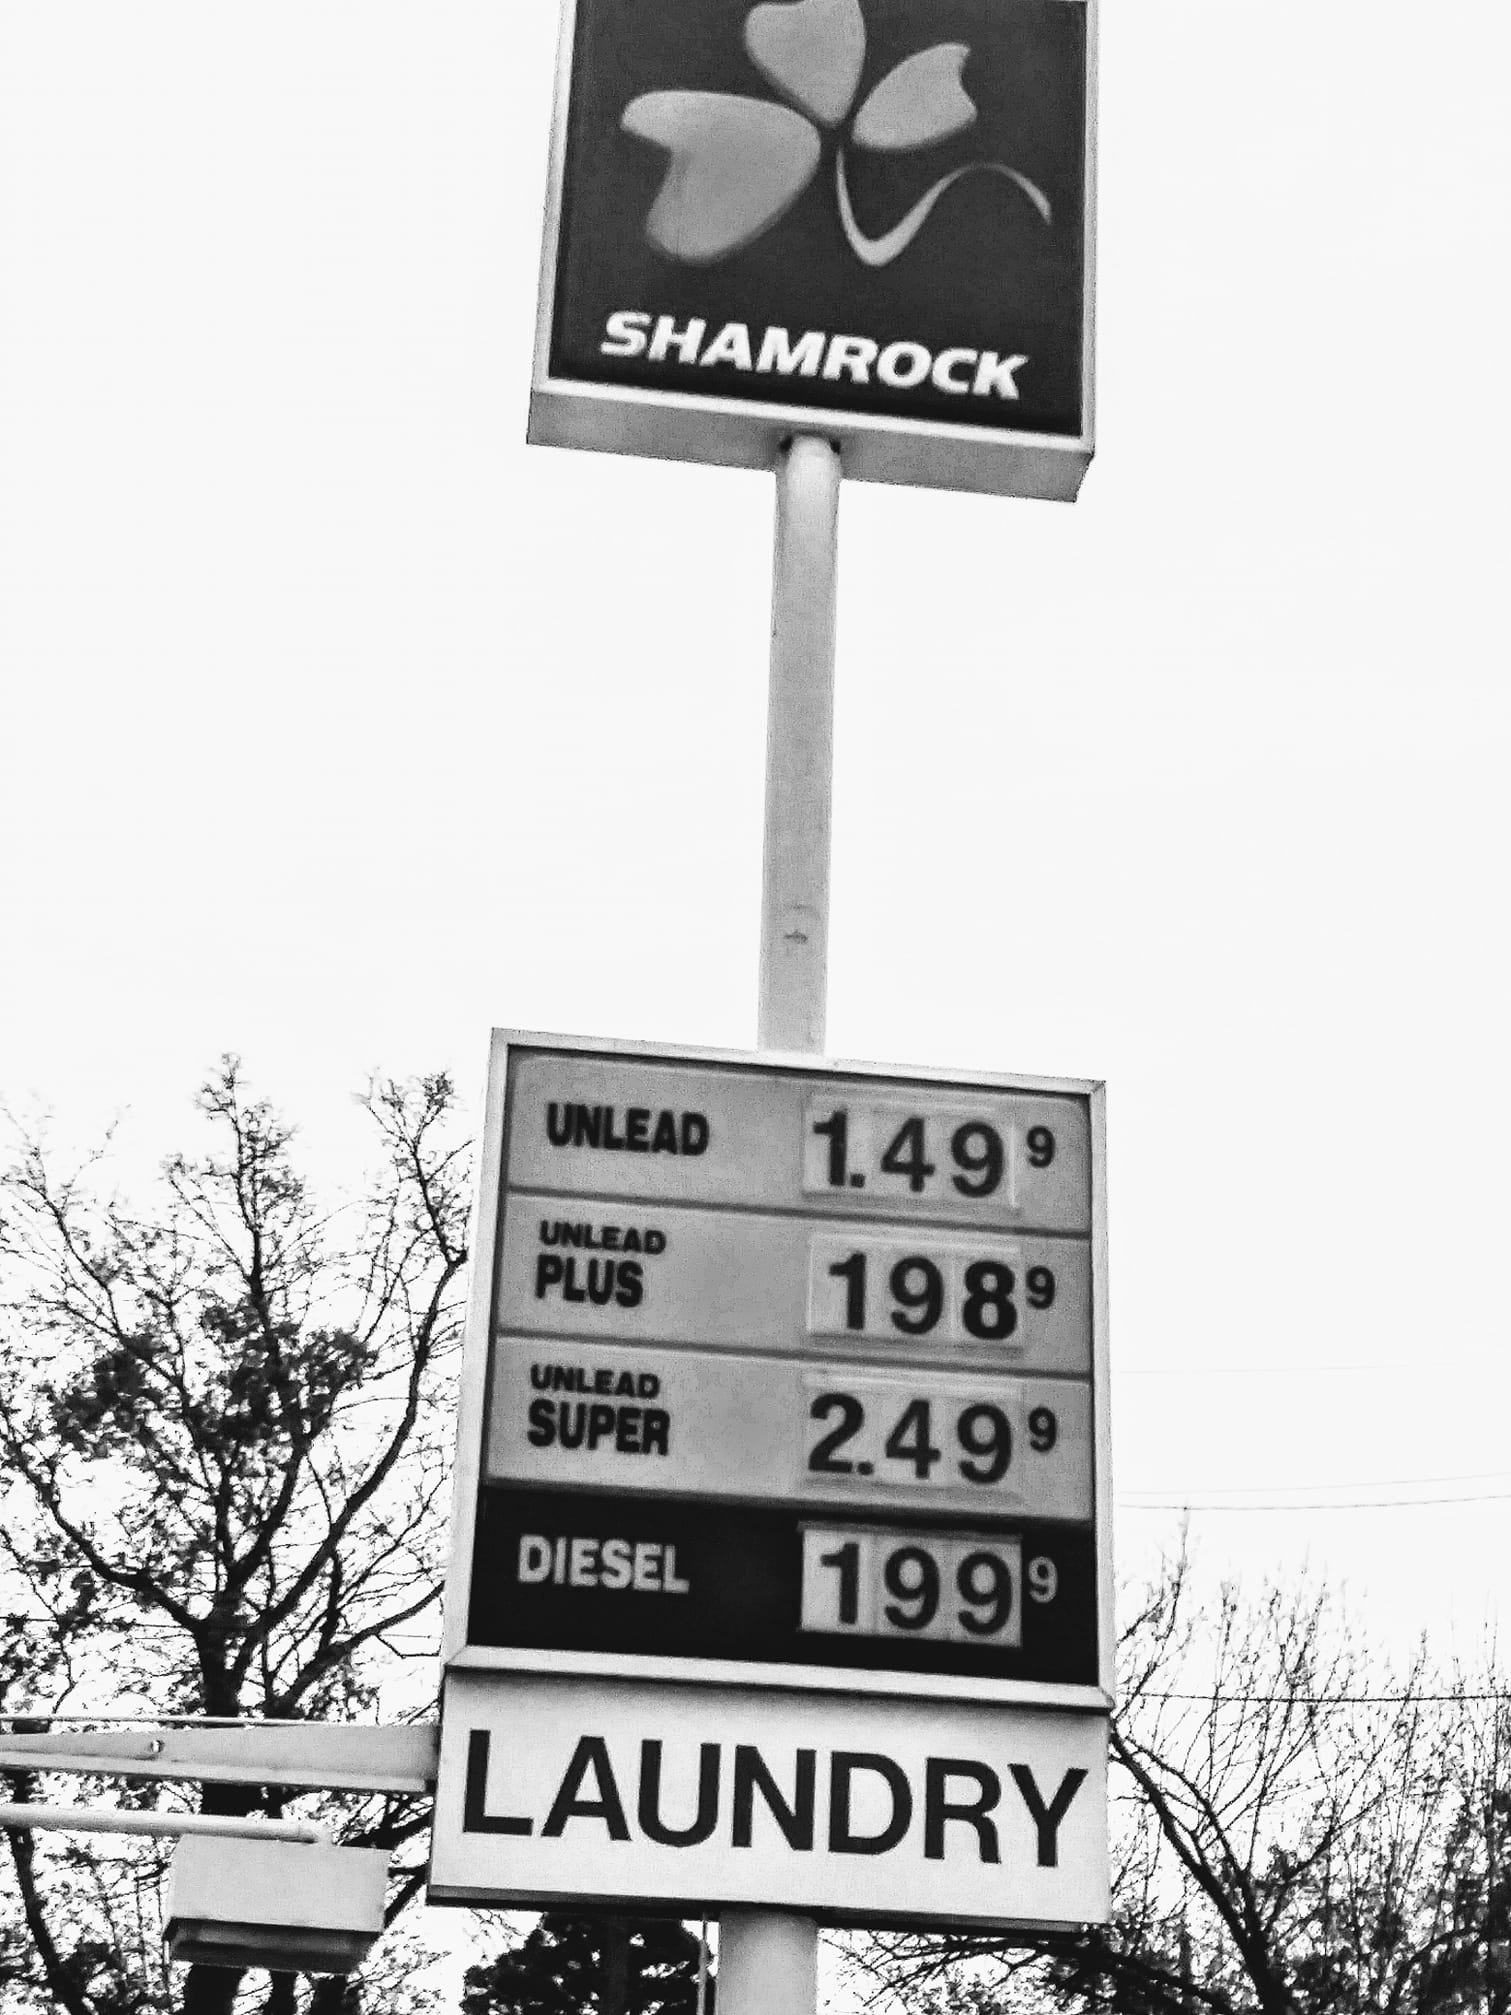 SHAMROCK
UNLEAD 1.49 9
UNLEAD
PLUS 198 9
UNLEAD
SUPER 2.49 9
DIESEL 199 9
LAUNDRY